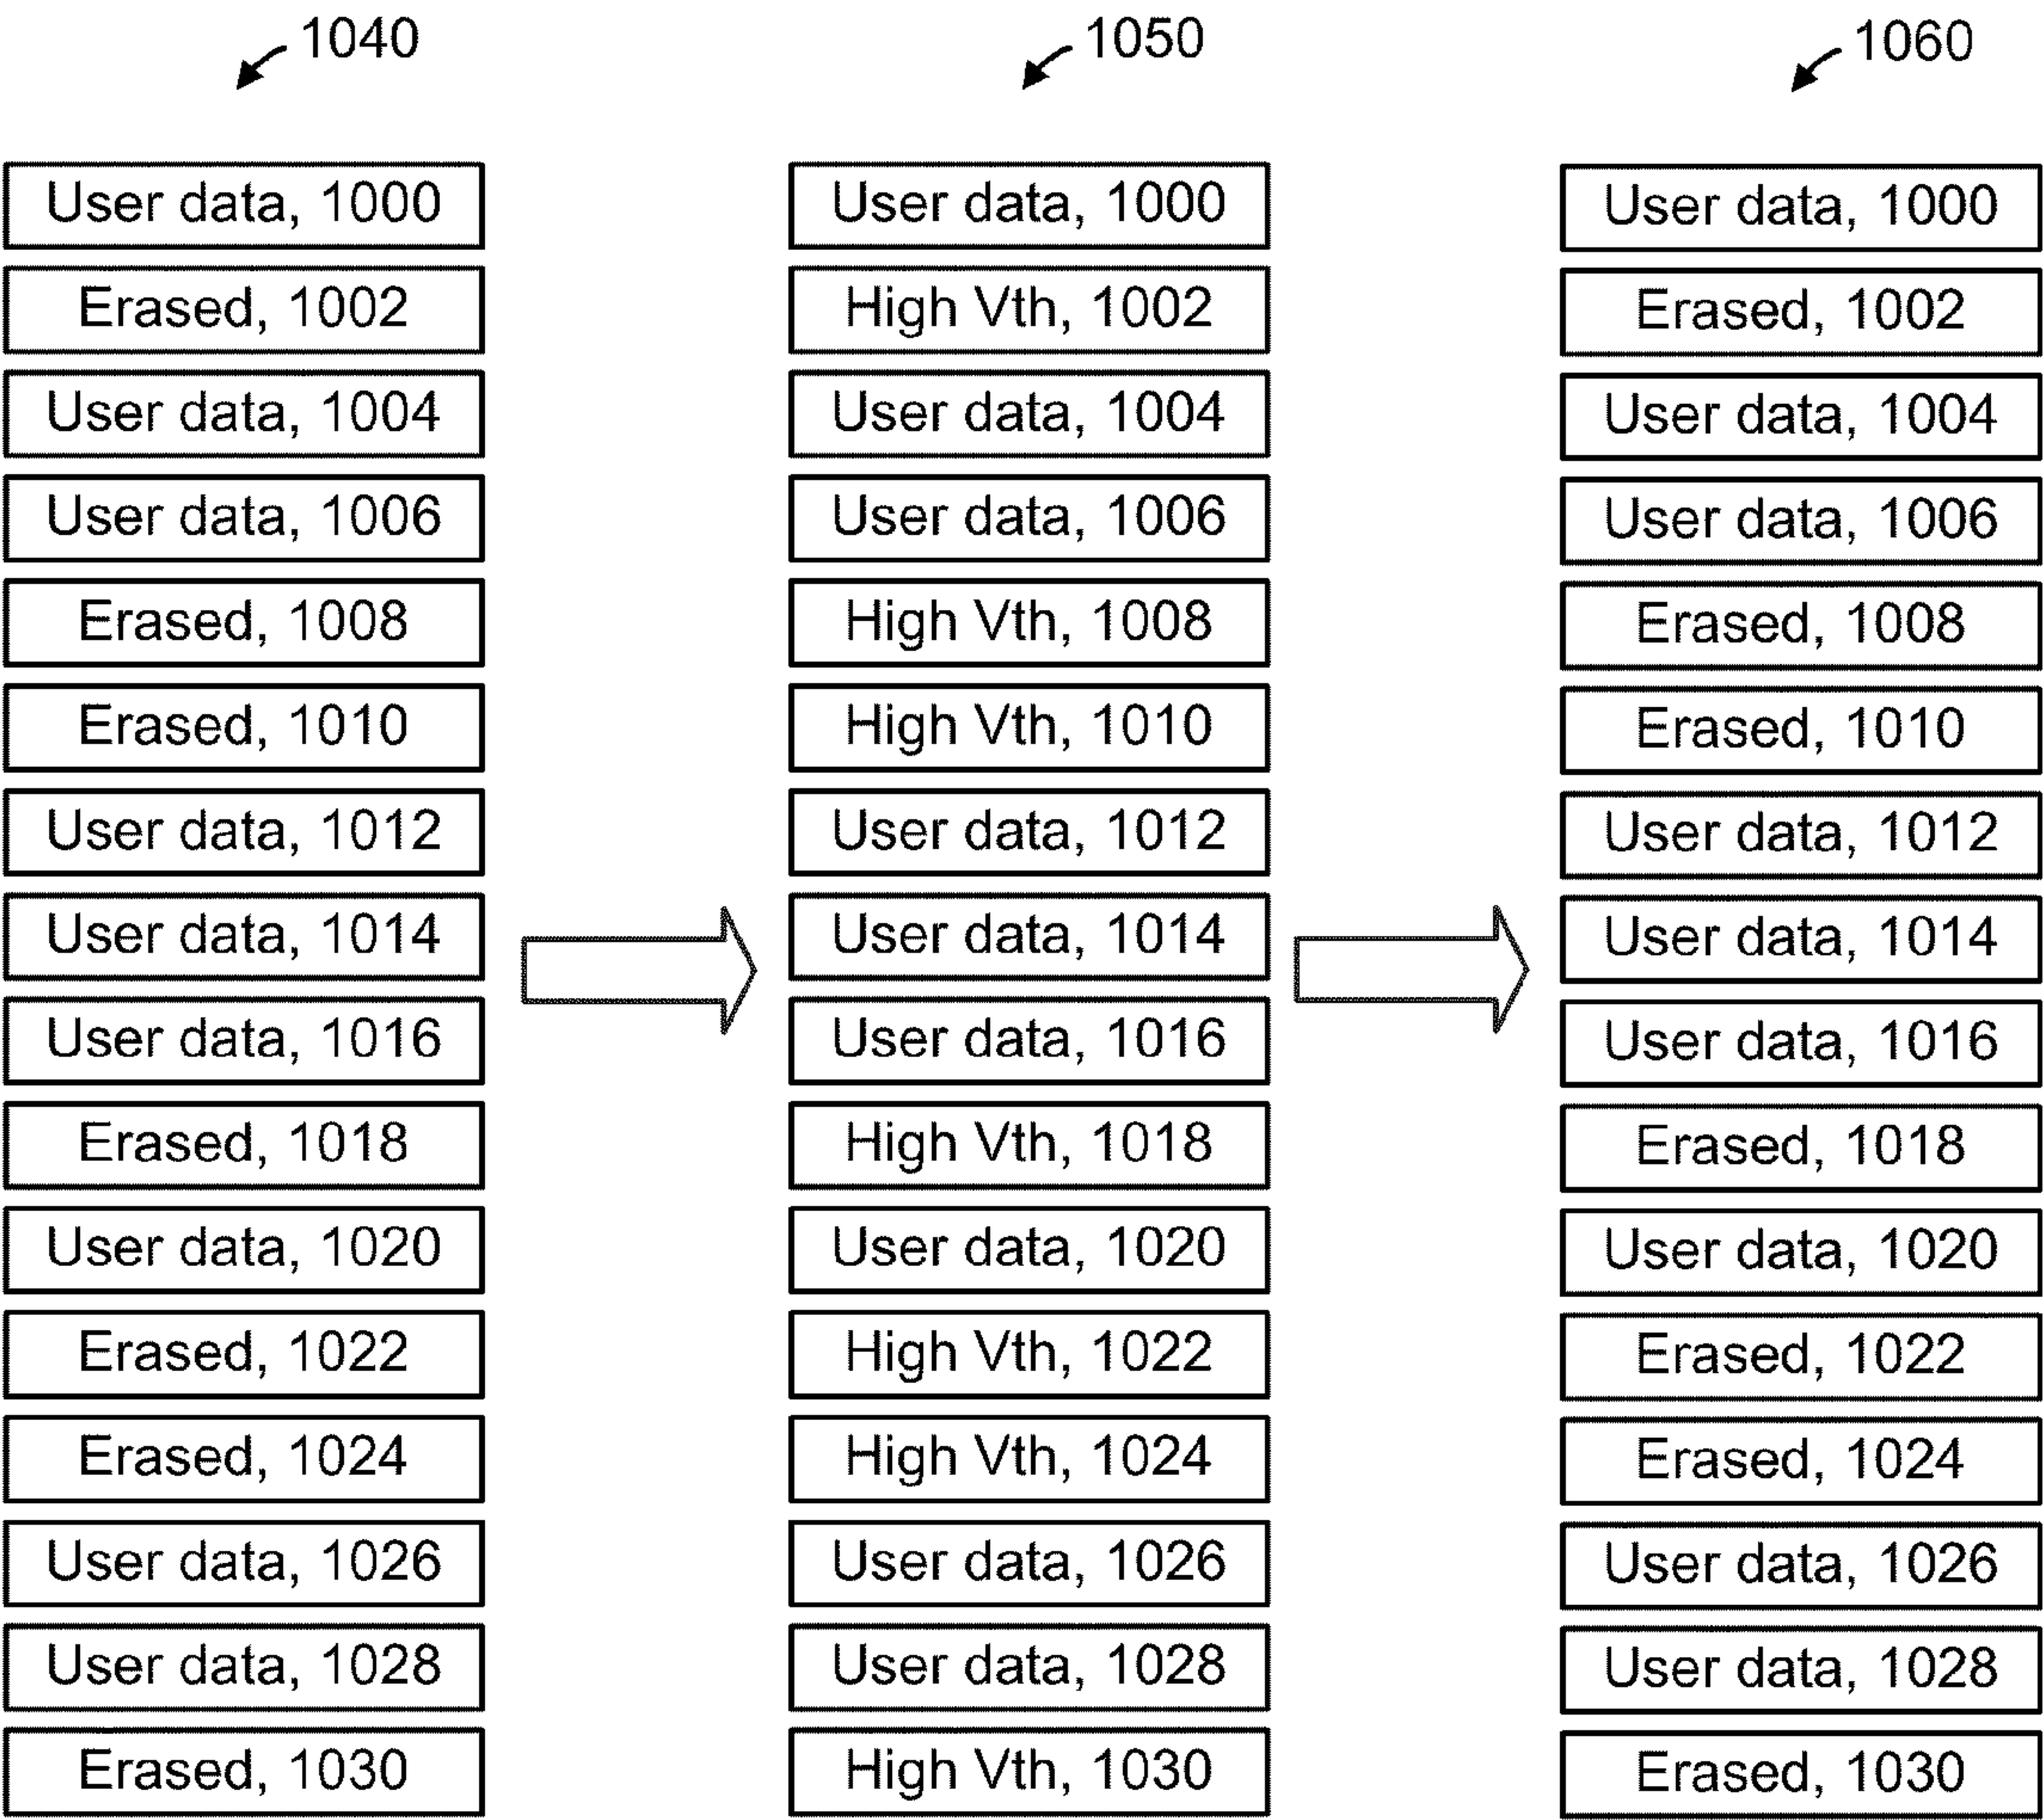 1040
1050
1060
User data, 1000
User data, 1000
User data, 1000
Erased, 1002
High Vth, 1002
Erased, 1002
User data, 1004
User data, 1004
User data, 1004
User data, 1006
User data, 1006
User data, 1006
Erased, 1008
High Vth, 1008
Erased, 1008
Erased, 1010
High Vth, 1010
Erased, 1010
User data, 1012
User data, 1012
User data, 1012
User data, 1014
User data, 1014
User data, 1014
User data, 1016
User data, 1016
User data, 1016
Erased, 1018
High Vth, 1018
Erased, 1018
User data, 1020
User data, 1020
User data, 1020
Erased, 1022
High Vth, 1022
Erased, 1022
Erased, 1024
High Vth, 1024
Erased, 1024
User data, 1026
User data, 1026
User data, 1026
User data, 1028
User data, 1028
User data, 1028
Erased, 1030
High Vth, 1030
Erased, 1030